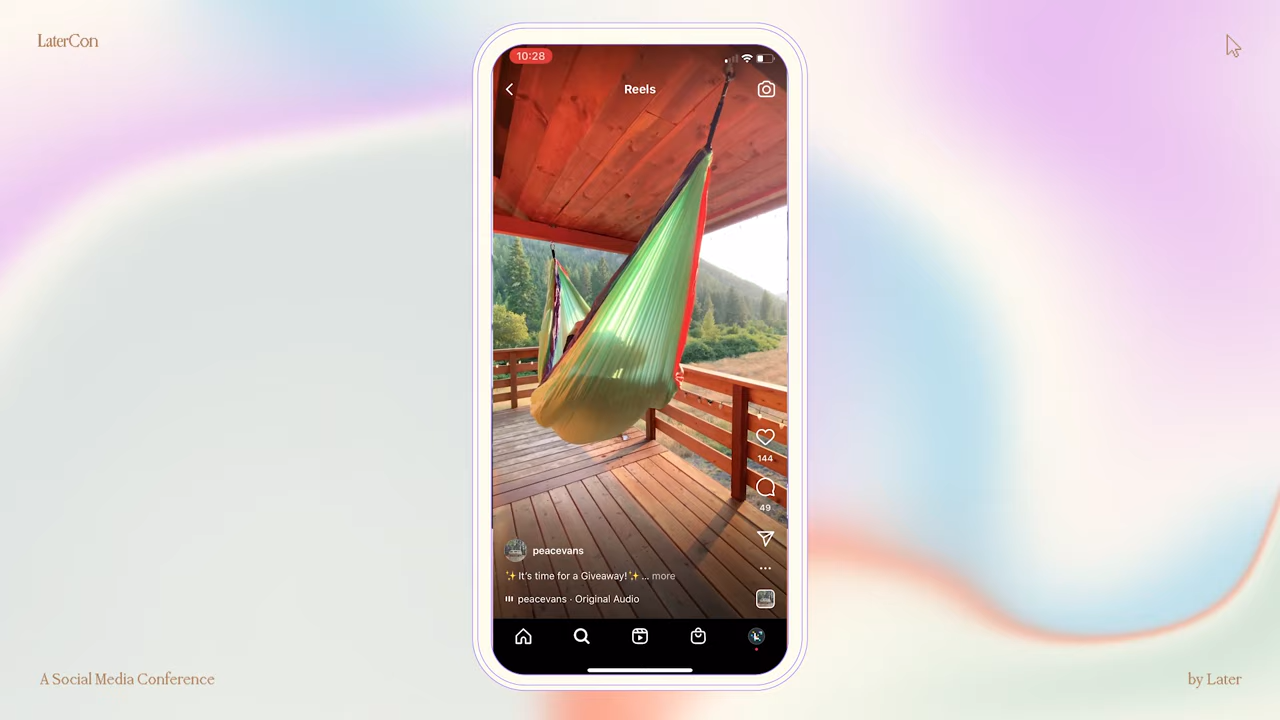 LaterCon
10:28
Reels
144
49
peacevans
✨It's time for a Giveaway!✨ ... more
peacevans · Original Audio
A Social Media Conference
by Later